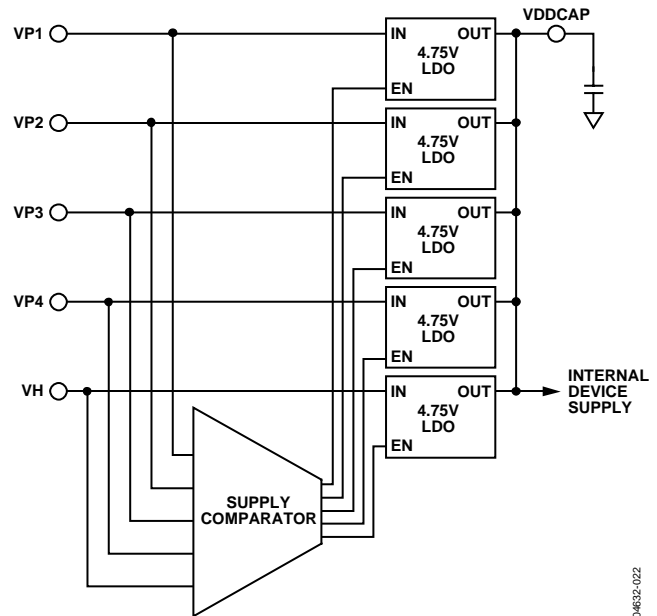 VP1
IN
OUT
4.75V
LDO
EN
VDDCAP
VP2
IN
OUT
4.75V
LDO
EN
VP3
IN
OUT
4.75V
LDO
EN
VP4
IN
OUT
4.75V
LDO
EN
VH
IN
OUT
4.75V
LDO
EN
INTERNAL
DEVICE
SUPPLY
SUPPLY
COMPARATOR
04632-022